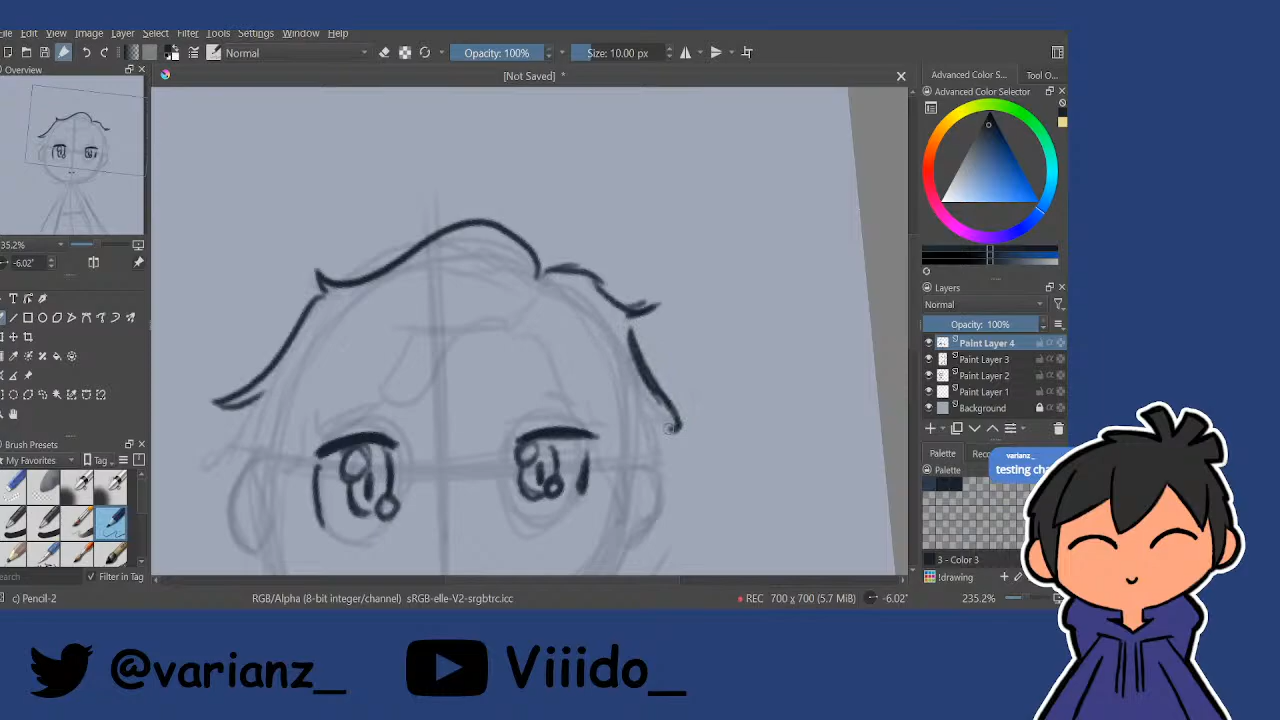 File Edit View Image Layer Select Filter Tools Settings Window Help
Normal
Opacity: 100%
Size: 10.00 px
Overview
[Not Saved] *
Advanced Color S...
Tool O...
Advanced Color Selector
35.2%
-6.02°
Layers
Normal
Opacity: 100%
Paint Layer 4
Paint Layer 3
Paint Layer 2
Paint Layer 1
Background
Brush Presets
My Favorites
Tag
Palette
Palette
varianz_
testing cha
3 - Color 3
!drawing
Filter in Tag
c) Pencil-2
RGB/Alpha (8-bit integer/channel) sRGB-elle-V2-srgbtrc.icc
REC 700 x 700 (5.7 MiB)
-6.02°
235.2%
@varianz_
Viiido_